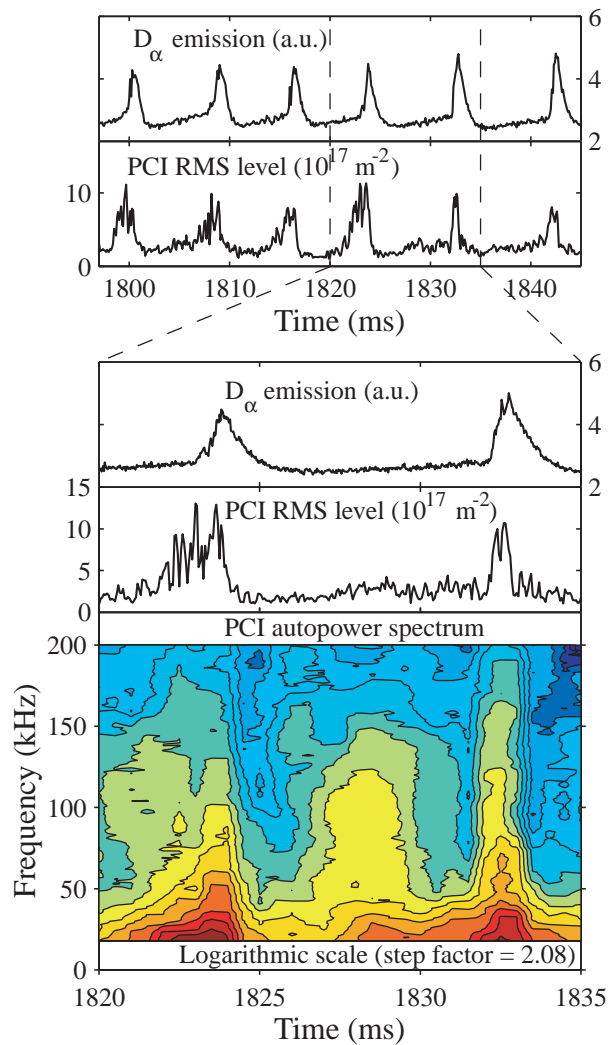 D_α emission (a.u.)
6
4
2
PCI RMS level (10^17 m^-2)
10
0
1800 1810 1820 1830 1840
Time (ms)
D_α emission (a.u.)
6
4
2
15
PCI RMS level (10^17 m^-2)
10
5
0
PCI autopower spectrum
200
150
100
50
0
Frequency (kHz)
Logarithmic scale (step factor = 2.08)
1820 1825 1830 1835
Time (ms)